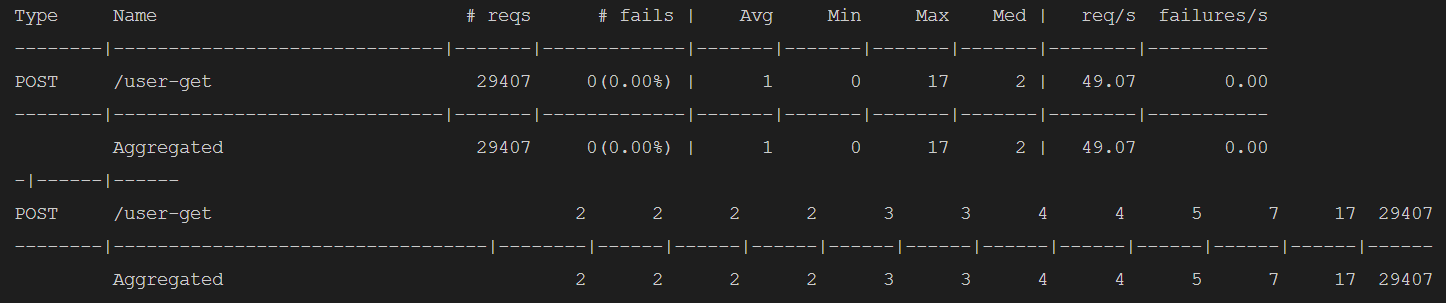 Type     Name                            # reqs      # fails |    Avg     Min     Max    Med |   req/s  failures/s
--------|------------------------------|-------|-------------|-------|-------|-------|-------|--------|-----------
POST     /user-get                        29407     0(0.00%) |      1       0      17      2 |   49.07        0.00
--------|------------------------------|-------|-------------|-------|-------|-------|-------|--------|-----------
         Aggregated                       29407     0(0.00%) |      1       0      17      2 |   49.07        0.00
-|------|------
POST     /user-get                                 2      2      2      2      3      3      4      4      5      7     17  29407
--------|----------------------------------|--------|------|------|------|------|------|------|------|------|------|------|------
         Aggregated                                2      2      2      2      3      3      4      4      5      7     17  29407